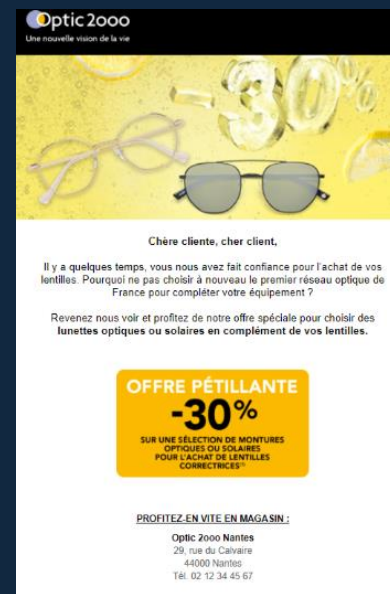 Optic 2ooo
Une nouvelle vision de la vie
-30%
Chère cliente, cher client,
Il y a quelques temps, vous nous avez fait confiance pour l'achat de vos
lentilles. Pourquoi ne pas choisir à nouveau le premier réseau optique de
France pour compléter votre équipement ?
Revenez nous voir et profitez de notre offre spéciale pour choisir des
lunettes optiques ou solaires en complément de vos lentilles.
OFFRE PÉTILLANTE
-30%
SUR UNE SÉLECTION DE MONTURES
OPTIQUES OU SOLAIRES
POUR L'ACHAT DE LENTILLES
CORRECTRICES
PROFITEZ-EN VITE EN MAGASIN :
Optic 2ooo Nantes
29, rue du Calvaire
44000 Nantes
Tél. 02 12 34 45 67